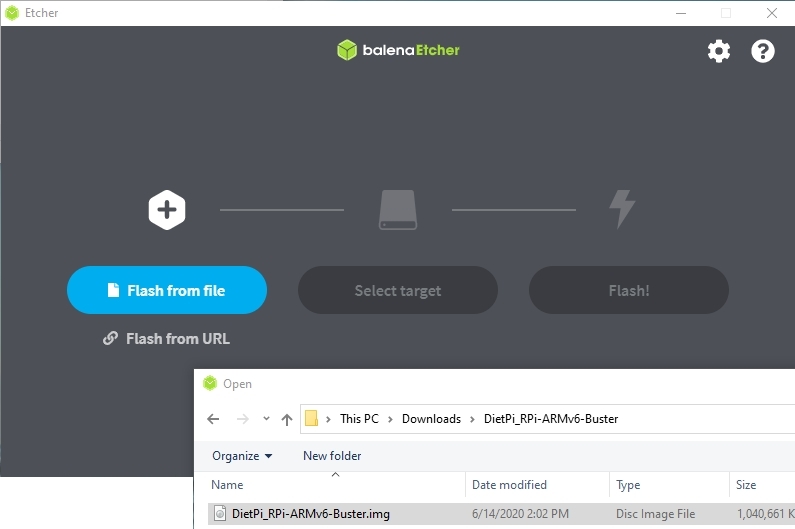 Etcher
balenaEtcher
Flash from file
Select target
Flash!
Flash from URL
Open
This PC > Downloads > DietPi_RPi-ARMv6-Buster
Organize
New folder
Name
Date modified
Type
Size
DietPi_RPi-ARMv6-Buster.img
6/14/2020 2:02 PM
Disc Image File
1,040,661 K